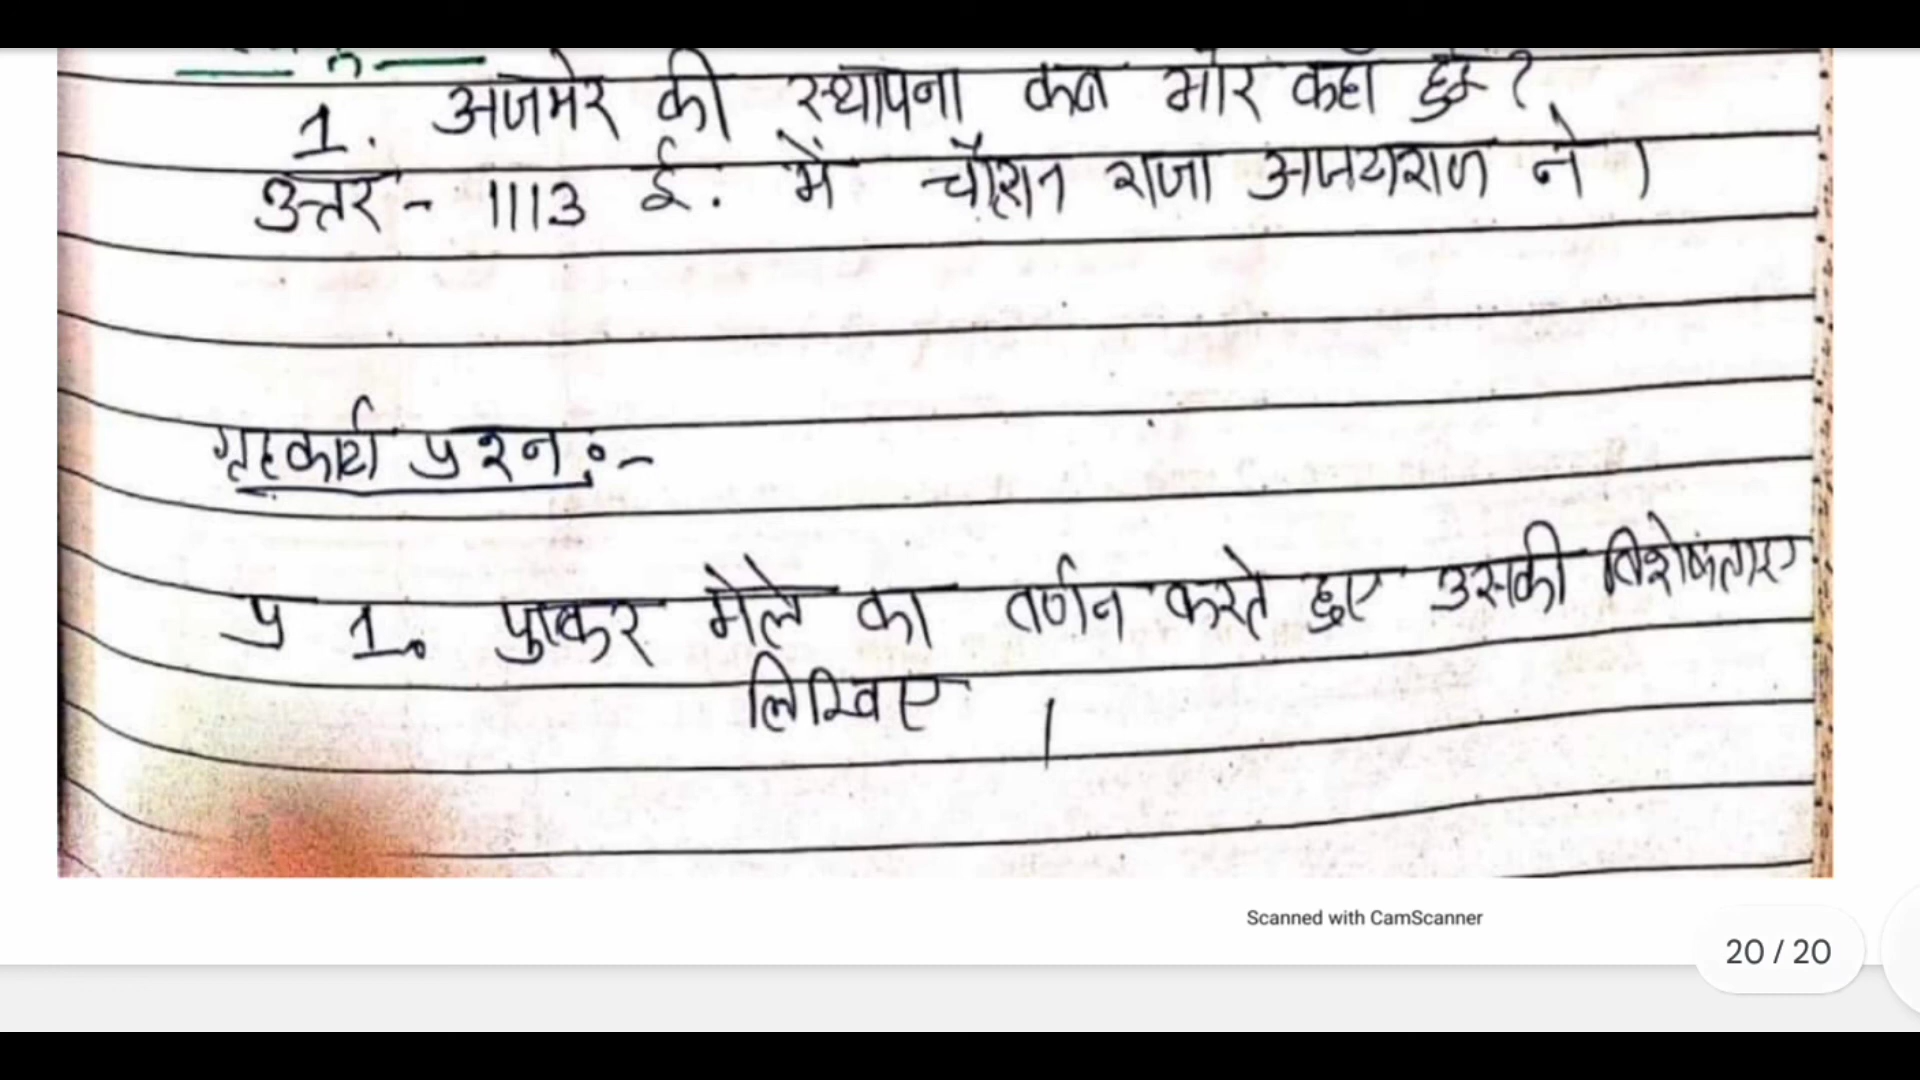 1. अजमेर की स्थापना कब और कहाँ हुई ?
उत्तर - 1113 ई. में चौहान राजा अजयराज ने ।
गृहकार्य प्रश्न :-
प्र 1. पुष्कर मेले का वर्णन करते हुए उसकी विशेषताए
लिखिए ।
Scanned with CamScanner
20 / 20